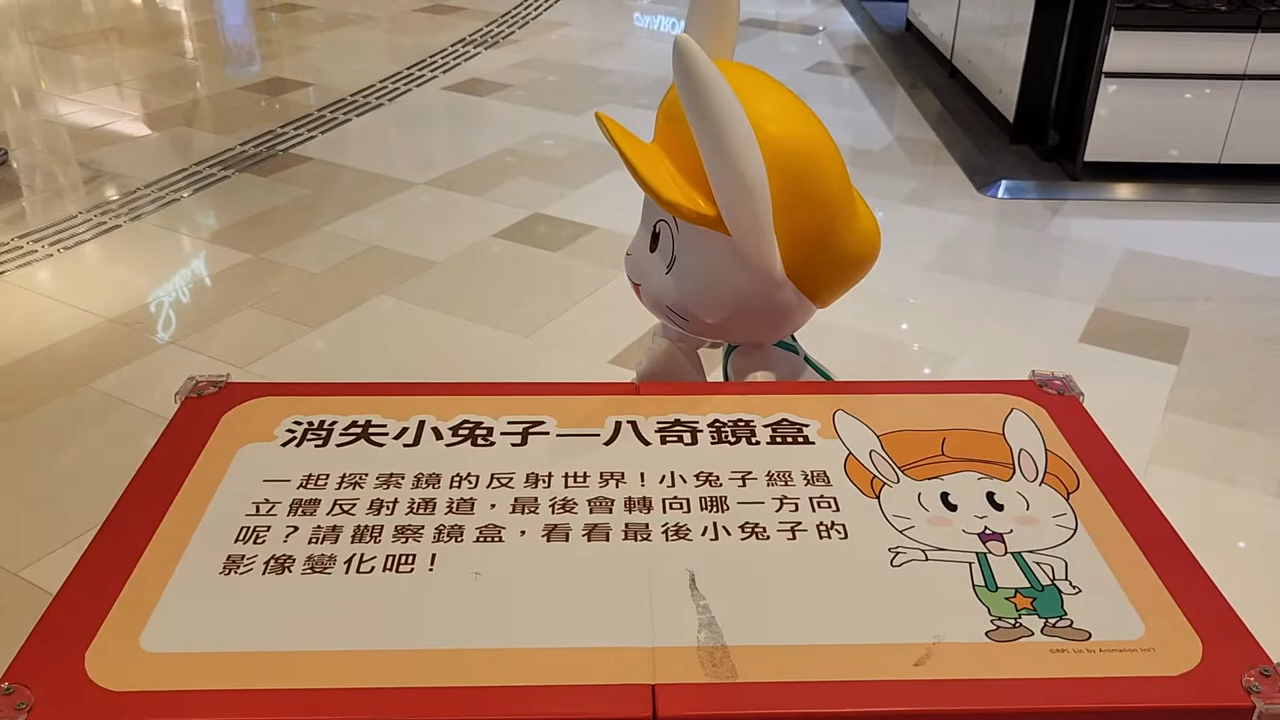 消失小兔子—八奇鏡盒
一起探索鏡的反射世界！小兔子經過
立體反射通道，最後會轉向哪一方向
呢？請觀察鏡盒，看看最後小兔子的
影像變化吧！
©RPL Lic by Animation Int'l